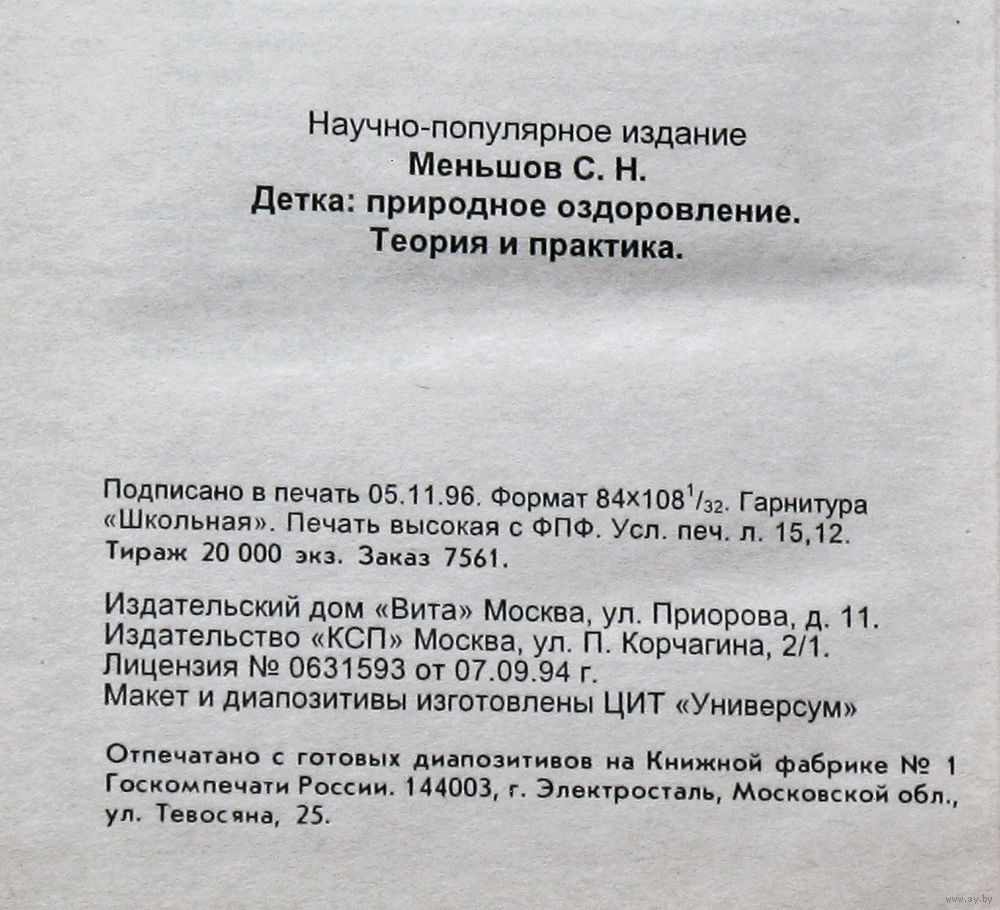 Научно-популярное издание
Меньшов С. Н.
Детка: природное оздоровление.
Теория и практика.
Подписано в печать 05.11.96. Формат 84×108¹/₃₂. Гарнитура
«Школьная». Печать высокая с ФПФ. Усл. печ. л. 15,12.
Тираж 20 000 экз. Заказ 7561.
Издательский дом «Вита» Москва, ул. Приорова, д. 11.
Издательство «КСП» Москва, ул. П. Корчагина, 2/1.
Лицензия № 0631593 от 07.09.94 г.
Макет и диапозитивы изготовлены ЦИТ «Универсум»
Отпечатано с готовых диапозитивов на Книжной фабрике № 1
Госкомпечати России. 144003, г. Электросталь, Московской обл.,
ул. Тевосяна, 25.
www.ay.by